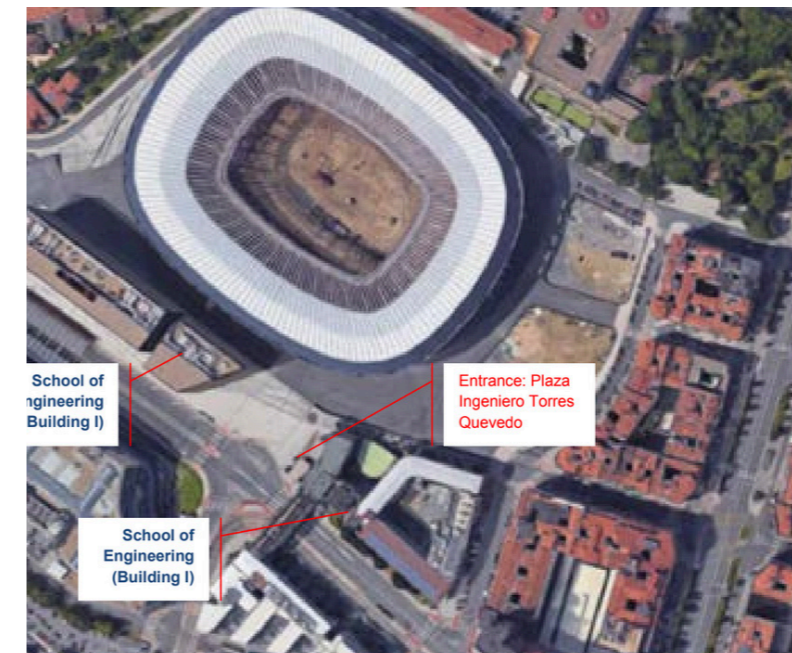 School of
ngineering
(Building I)
Entrance: Plaza
Ingeniero Torres
Quevedo
School of
Engineering
(Building I)